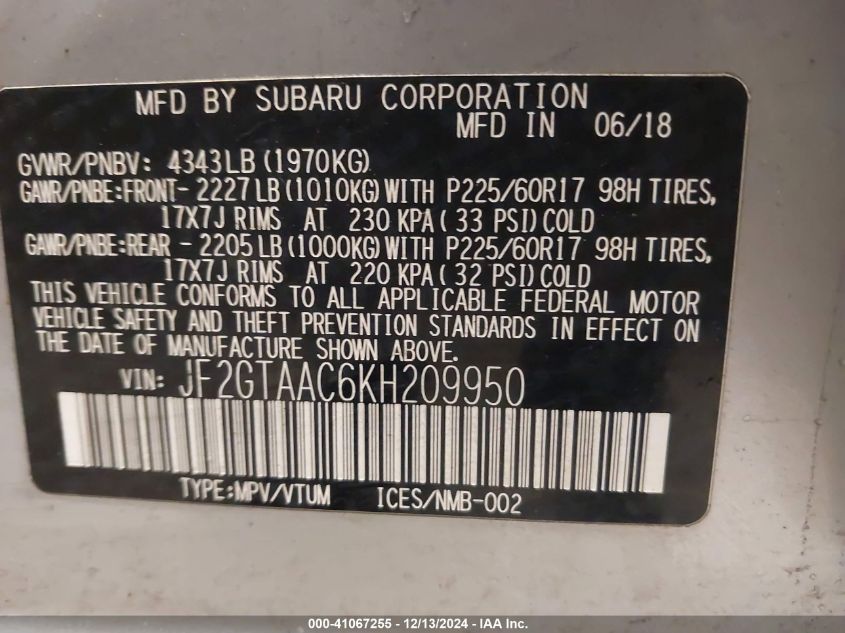 MFD BY SUBARU CORPORATION
MFD IN 06/18
GVWR/PNBV: 4343LB (1970KG)
GAWR/PNBE:FRONT- 2227LB (1010KG) WITH P225/60R17 98H TIRES,
17X7J RIMS AT 230 KPA ( 33 PSI) COLD
GAWR/PNBE:REAR - 2205LB (1000KG) WITH P225/60R17 98H TIRES,
17X7J RIMS AT 220 KPA ( 32 PSI) COLD
THIS VEHICLE CONFORMS TO ALL APPLICABLE FEDERAL MOTOR
VEHICLE SAFETY AND THEFT PREVENTION STANDARDS IN EFFECT ON
THE DATE OF MANUFACTURE SHOWN ABOVE.
VIN: JF2GTAAC6KH209950
TYPE:MPV/VTUM ICES/NMB-002
000-41067255 - 12/13/2024 - IAA Inc.